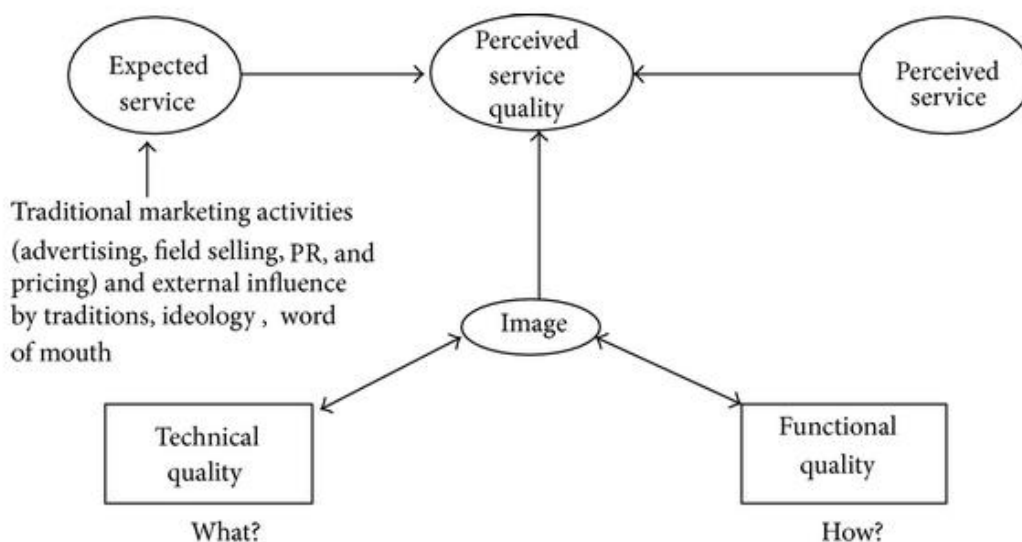 Expected
service
Perceived
service
quality
Perceived
service
Traditional marketing activities
(advertising, field selling, PR, and
pricing) and external influence
by traditions, ideology , word
of mouth
Image
Technical
quality
Functional
quality
What?
How?